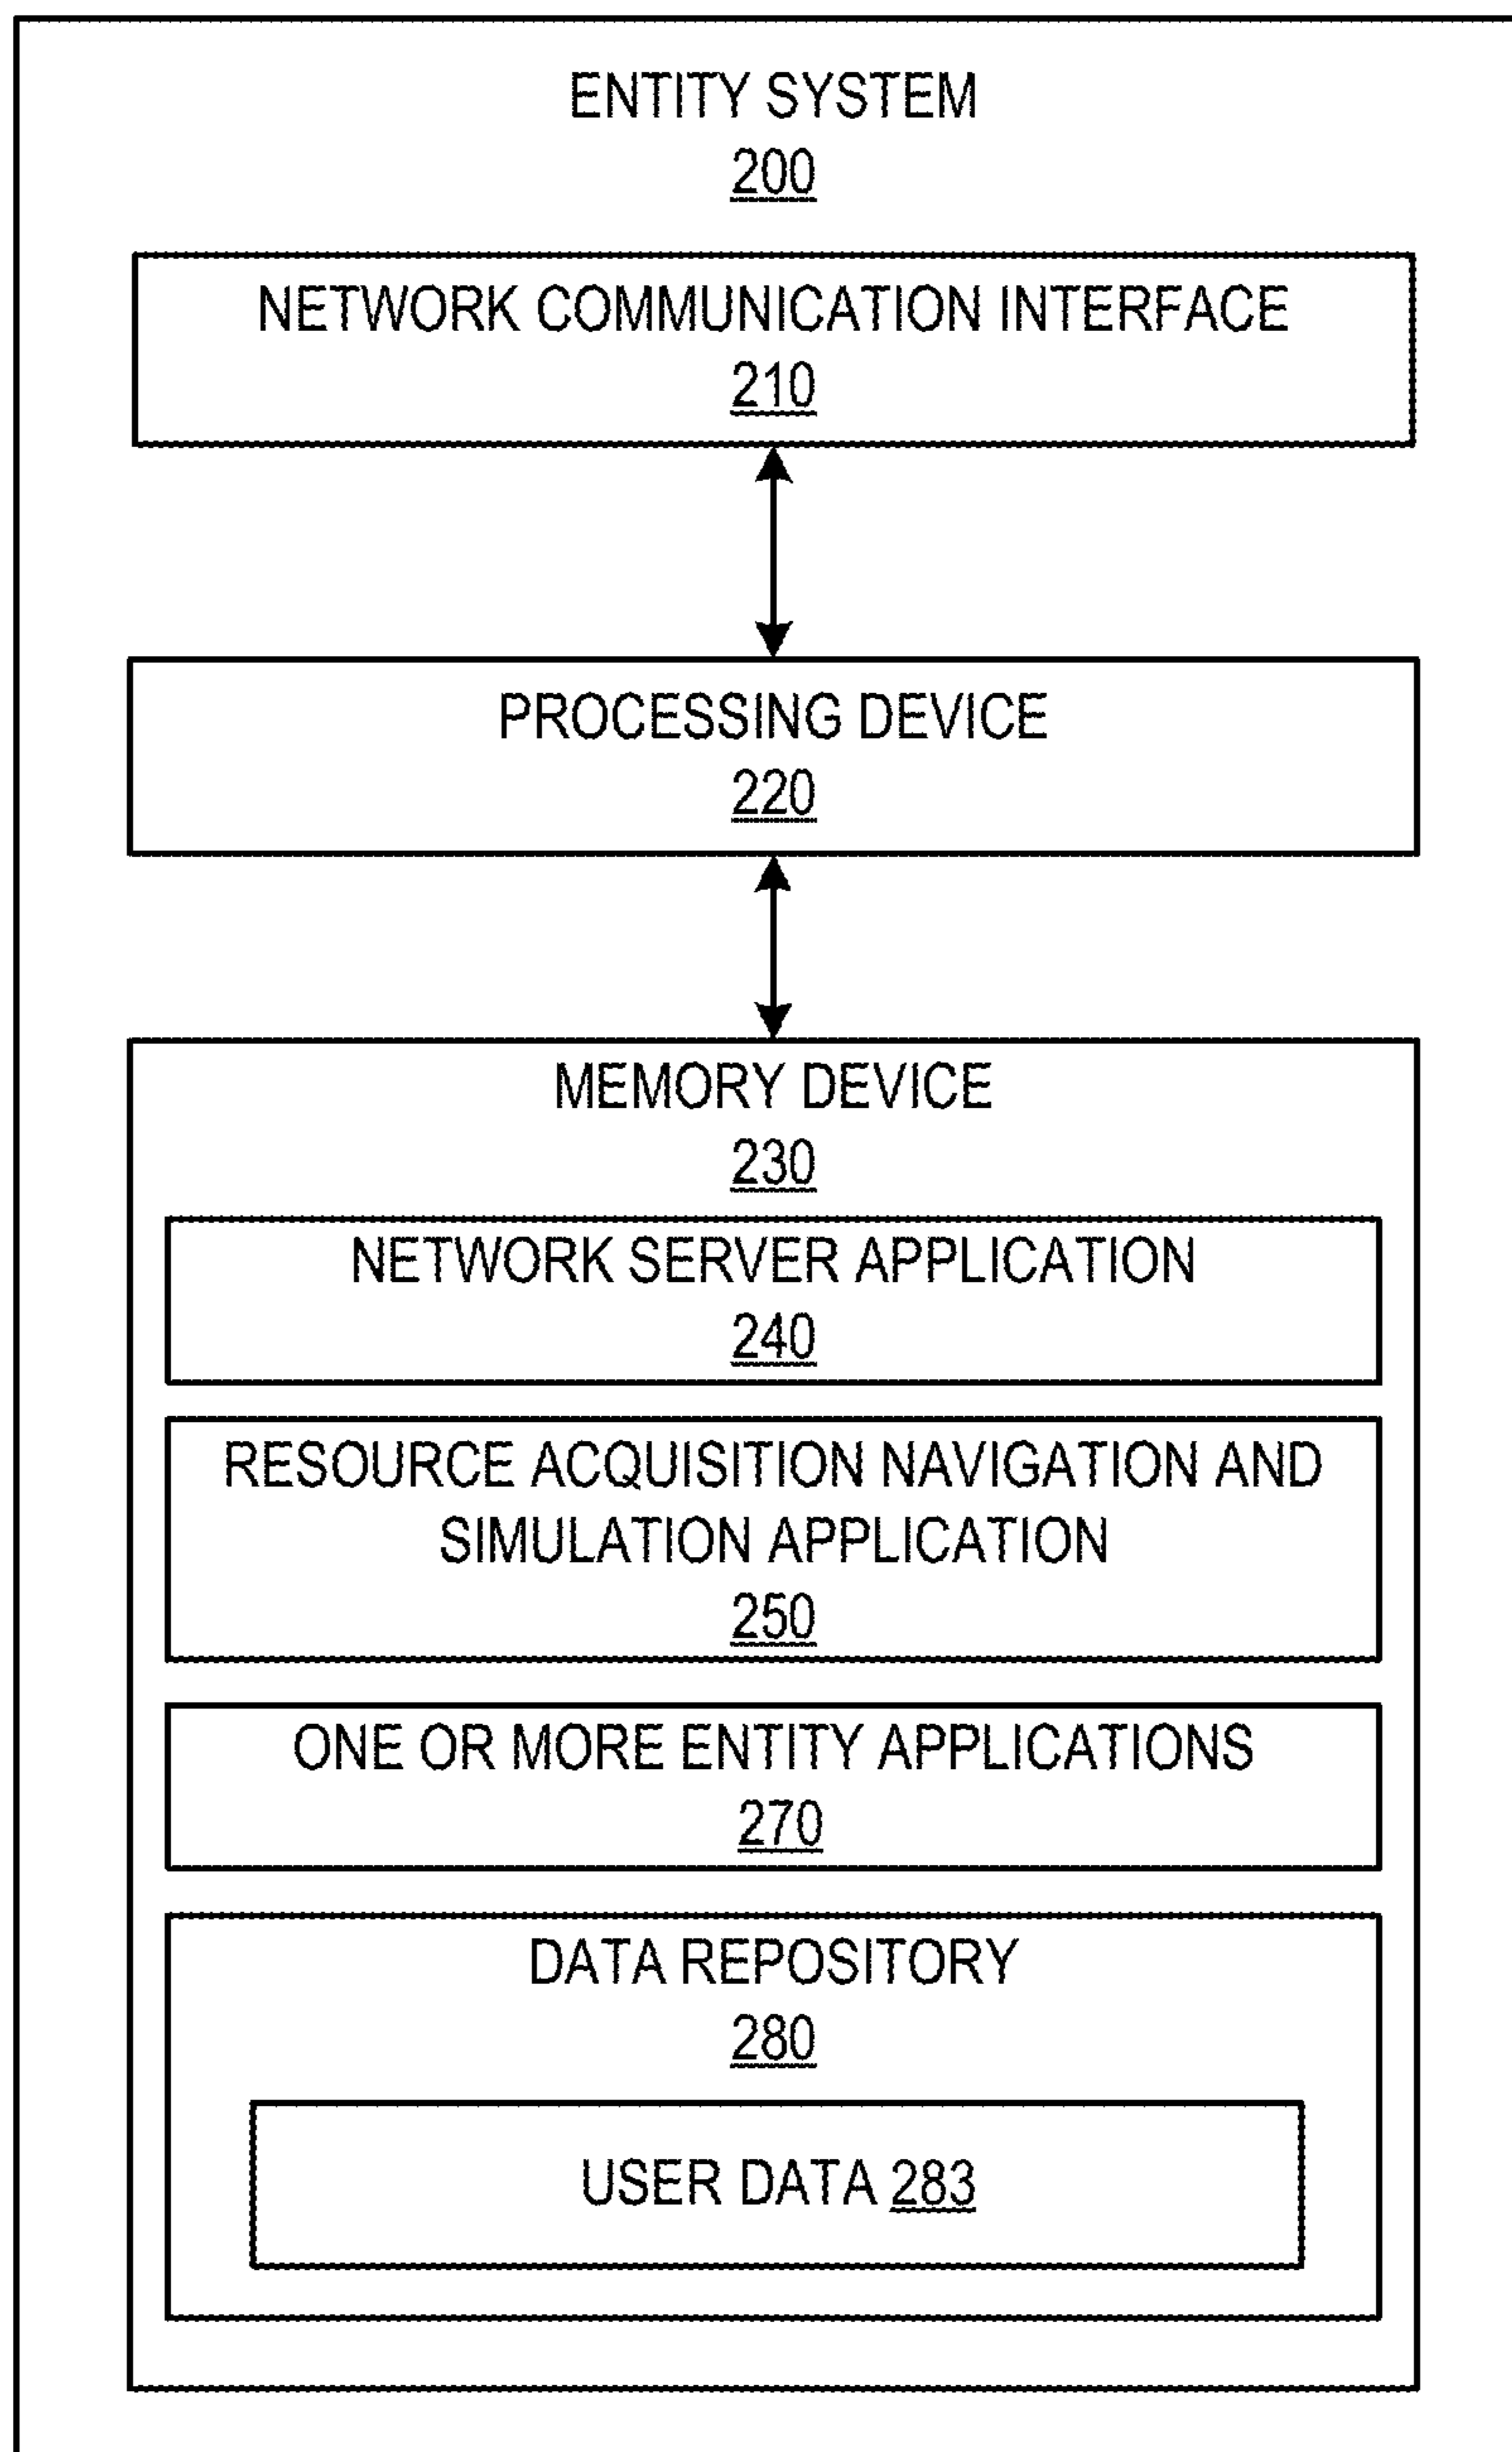 ENTITY SYSTEM
200
NETWORK COMMUNICATION INTERFACE
210
PROCESSING DEVICE
220
MEMORY DEVICE
230
NETWORK SERVER APPLICATION
240
RESOURCE ACQUISITION NAVIGATION AND
SIMULATION APPLICATION
250
ONE OR MORE ENTITY APPLICATIONS
270
DATA REPOSITORY
280
USER DATA 283